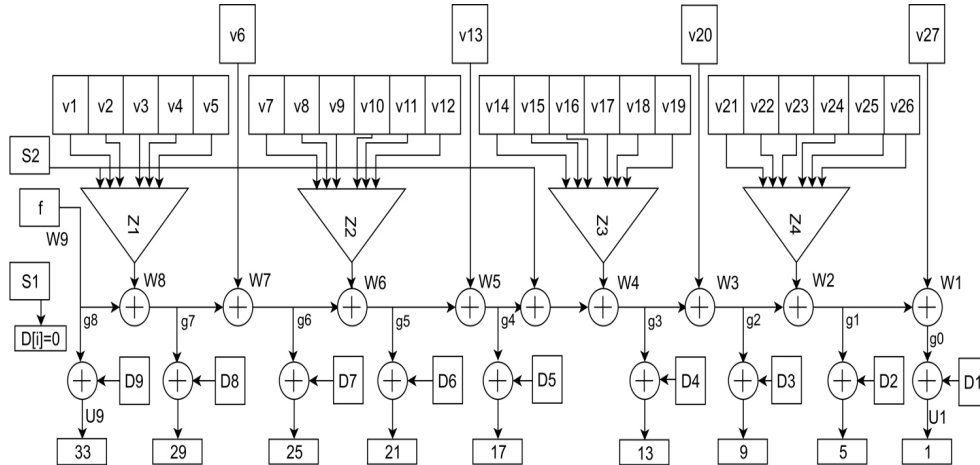 v6 v13 v20 v27
v1 v2 v3 v4 v5 v7 v8 v9 v10 v11 v12 v14 v15 v16 v17 v18 v19 v21 v22 v23 v24 v25 v26
S2
f Z1 Z2 Z3 Z4
W9
S1 W8 W7 W6 W5 W4 W3 W2 W1
g8 g7 g6 g5 g4 g3 g2 g1 g0
D[i]=0
D9 D8 D7 D6 D5 D4 D3 D2 D1
U9 U1
33 29 25 21 17 13 9 5 1